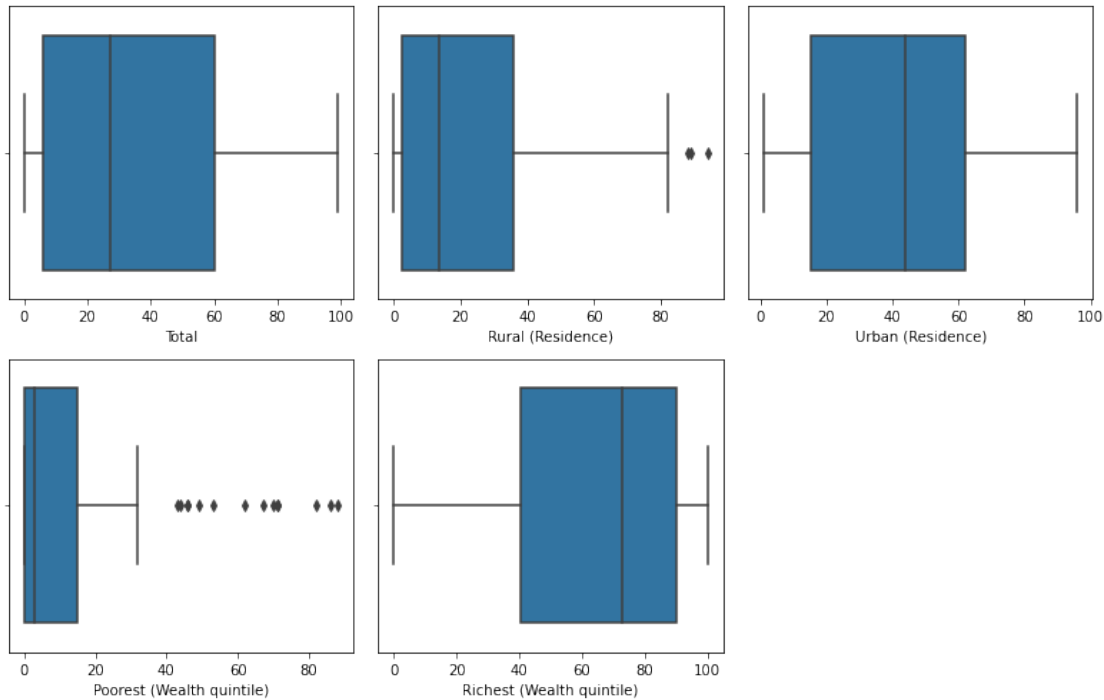 0 20 40 60 80 100
Total
0 20 40 60 80
Rural (Residence)
0 20 40 60 80 100
Urban (Residence)
0 20 40 60 80
Poorest (Wealth quintile)
0 20 40 60 80 100
Richest (Wealth quintile)